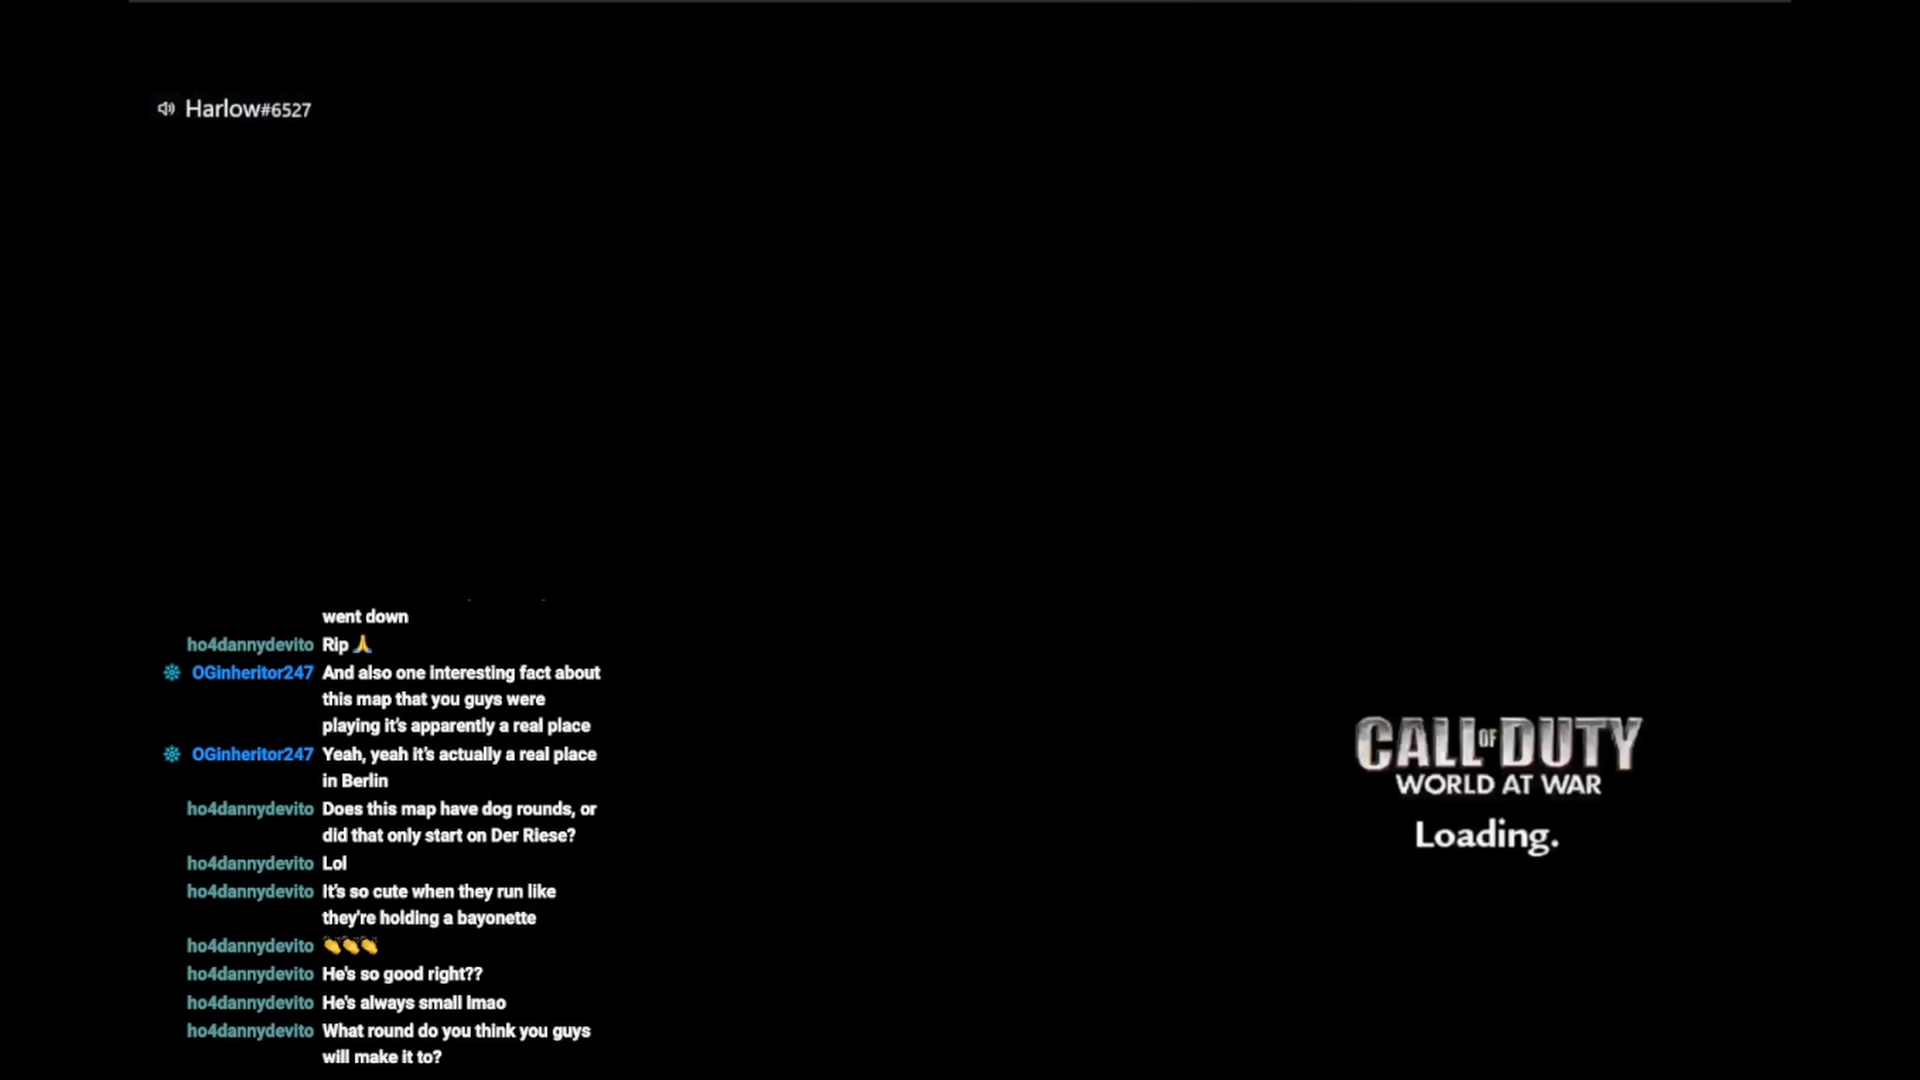 Harlow#6527
went down
ho4dannydevito Rip 🙏
OGinheritor247 And also one interesting fact about
this map that you guys were
playing it's apparently a real place
OGinheritor247 Yeah, yeah it's actually a real place
in Berlin
ho4dannydevito Does this map have dog rounds, or
did that only start on Der Riese?
ho4dannydevito Lol
ho4dannydevito It's so cute when they run like
they're holding a bayonette
ho4dannydevito 👏👏👏
ho4dannydevito He's so good right??
ho4dannydevito He's always small lmao
ho4dannydevito What round do you think you guys
will make it to?
CALL OF DUTY
WORLD AT WAR
Loading.